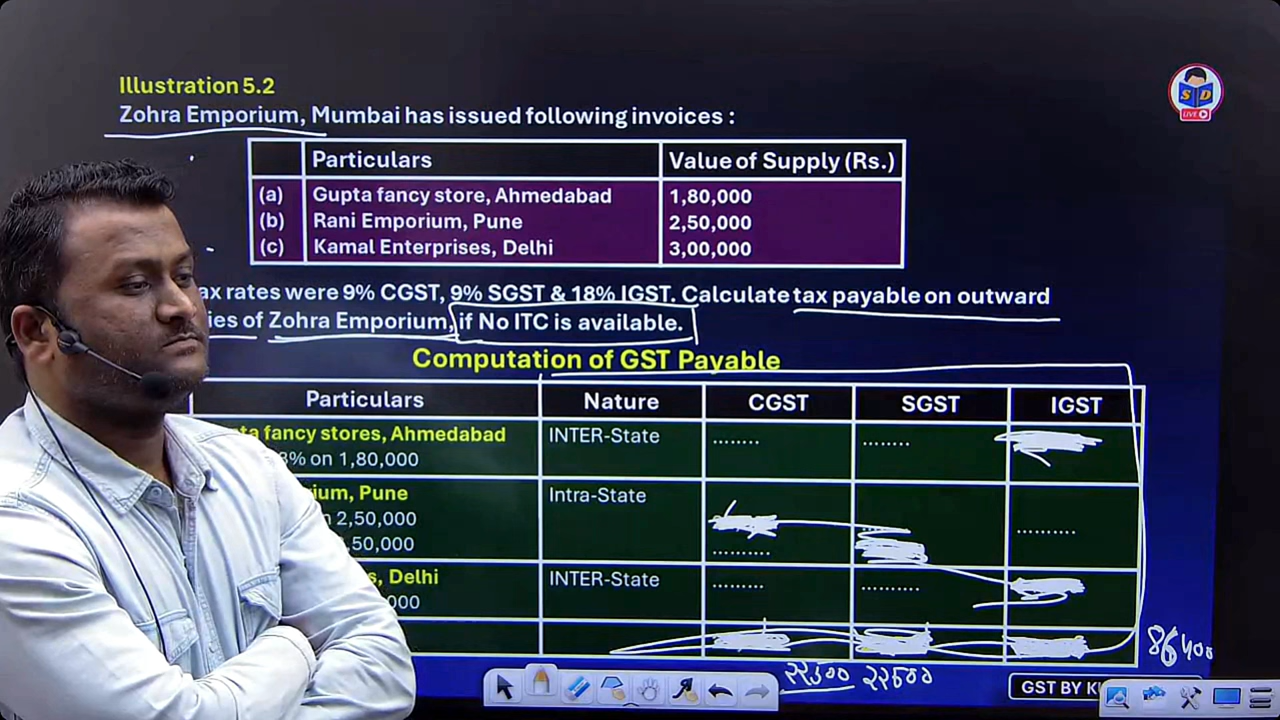 Illustration 5.2
S D
LIVE
Zohra Emporium, Mumbai has issued following invoices :
Particulars Value of Supply (Rs.)
(a) Gupta fancy store, Ahmedabad 1,80,000
(b) Rani Emporium, Pune 2,50,000
(c) Kamal Enterprises, Delhi 3,00,000
ax rates were 9% CGST, 9% SGST & 18% IGST. Calculate tax payable on outward
ies of Zohra Emporium, if No ITC is available.
Computation of GST Payable
Particulars Nature CGST SGST IGST
ta fancy stores, Ahmedabad INTER-State ........ ........
8% on 1,80,000
ium, Pune Intra-State
n 2,50,000 ..........
,50,000 ..........
s, Delhi INTER-State ........ ..........
000
86400
22500 22500
GST BY